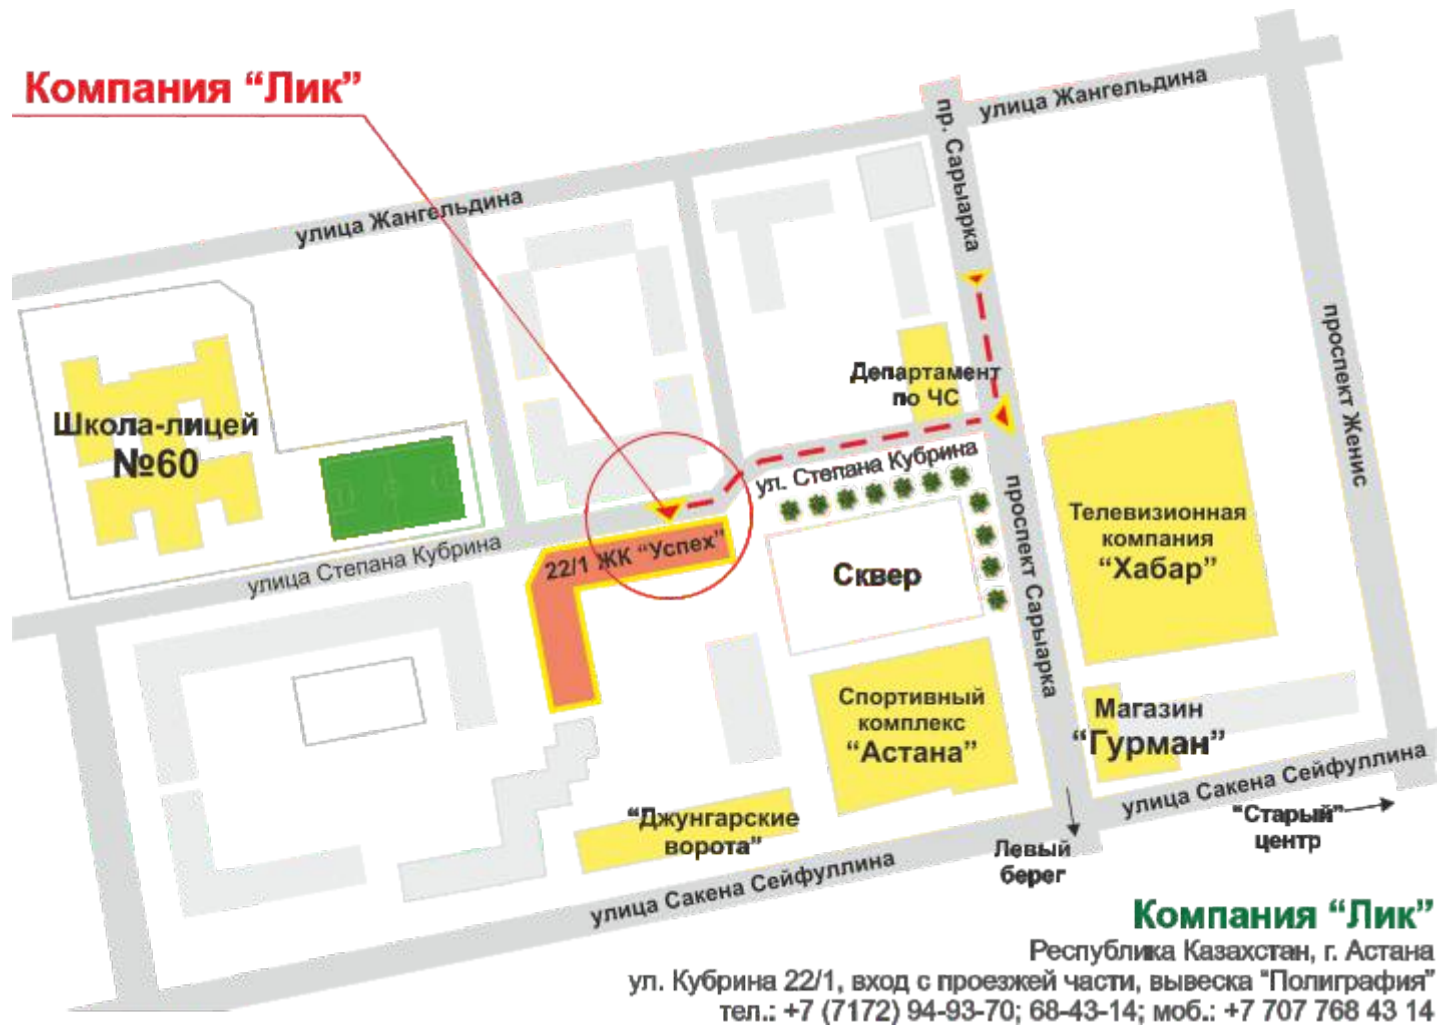 Компания “Лик”
улица Жангельдина
пр. Сарыарка
улица Жангельдина
проспект Женис
Департамент
по ЧС
Школа-лицей
№60
ул. Степана Кубрина
проспект Сарыарка
Телевизионная
компания
“Хабар”
улица Степана Кубрина
22/1 ЖК “Успех”
Сквер
Спортивный
комплекс
“Астана”
Магазин
“Гурман”
“Джунгарские
ворота”
улица Сакена Сейфуллина
“Старый”
центр
Левый
берег
улица Сакена Сейфуллина
Компания “Лик”
Республика Казахстан, г. Астана
ул. Кубрина 22/1, вход с проезжей части, вывеска “Полиграфия”
тел.: +7 (7172) 94-93-70; 68-43-14; моб.: +7 707 768 43 14